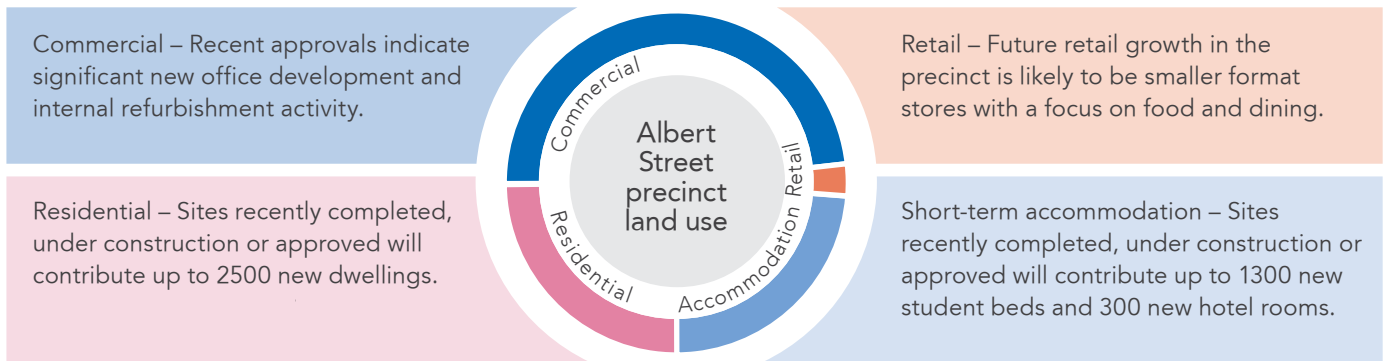 Commercial – Recent approvals indicate
significant new office development and
internal refurbishment activity.
Residential – Sites recently completed,
under construction or approved will
contribute up to 2500 new dwellings.
Commercial
Residential
Albert
Street
precinct
land use
Retail
Accommodation
Retail – Future retail growth in the
precinct is likely to be smaller format
stores with a focus on food and dining.
Short-term accommodation – Sites
recently completed, under construction or
approved will contribute up to 1300 new
student beds and 300 new hotel rooms.